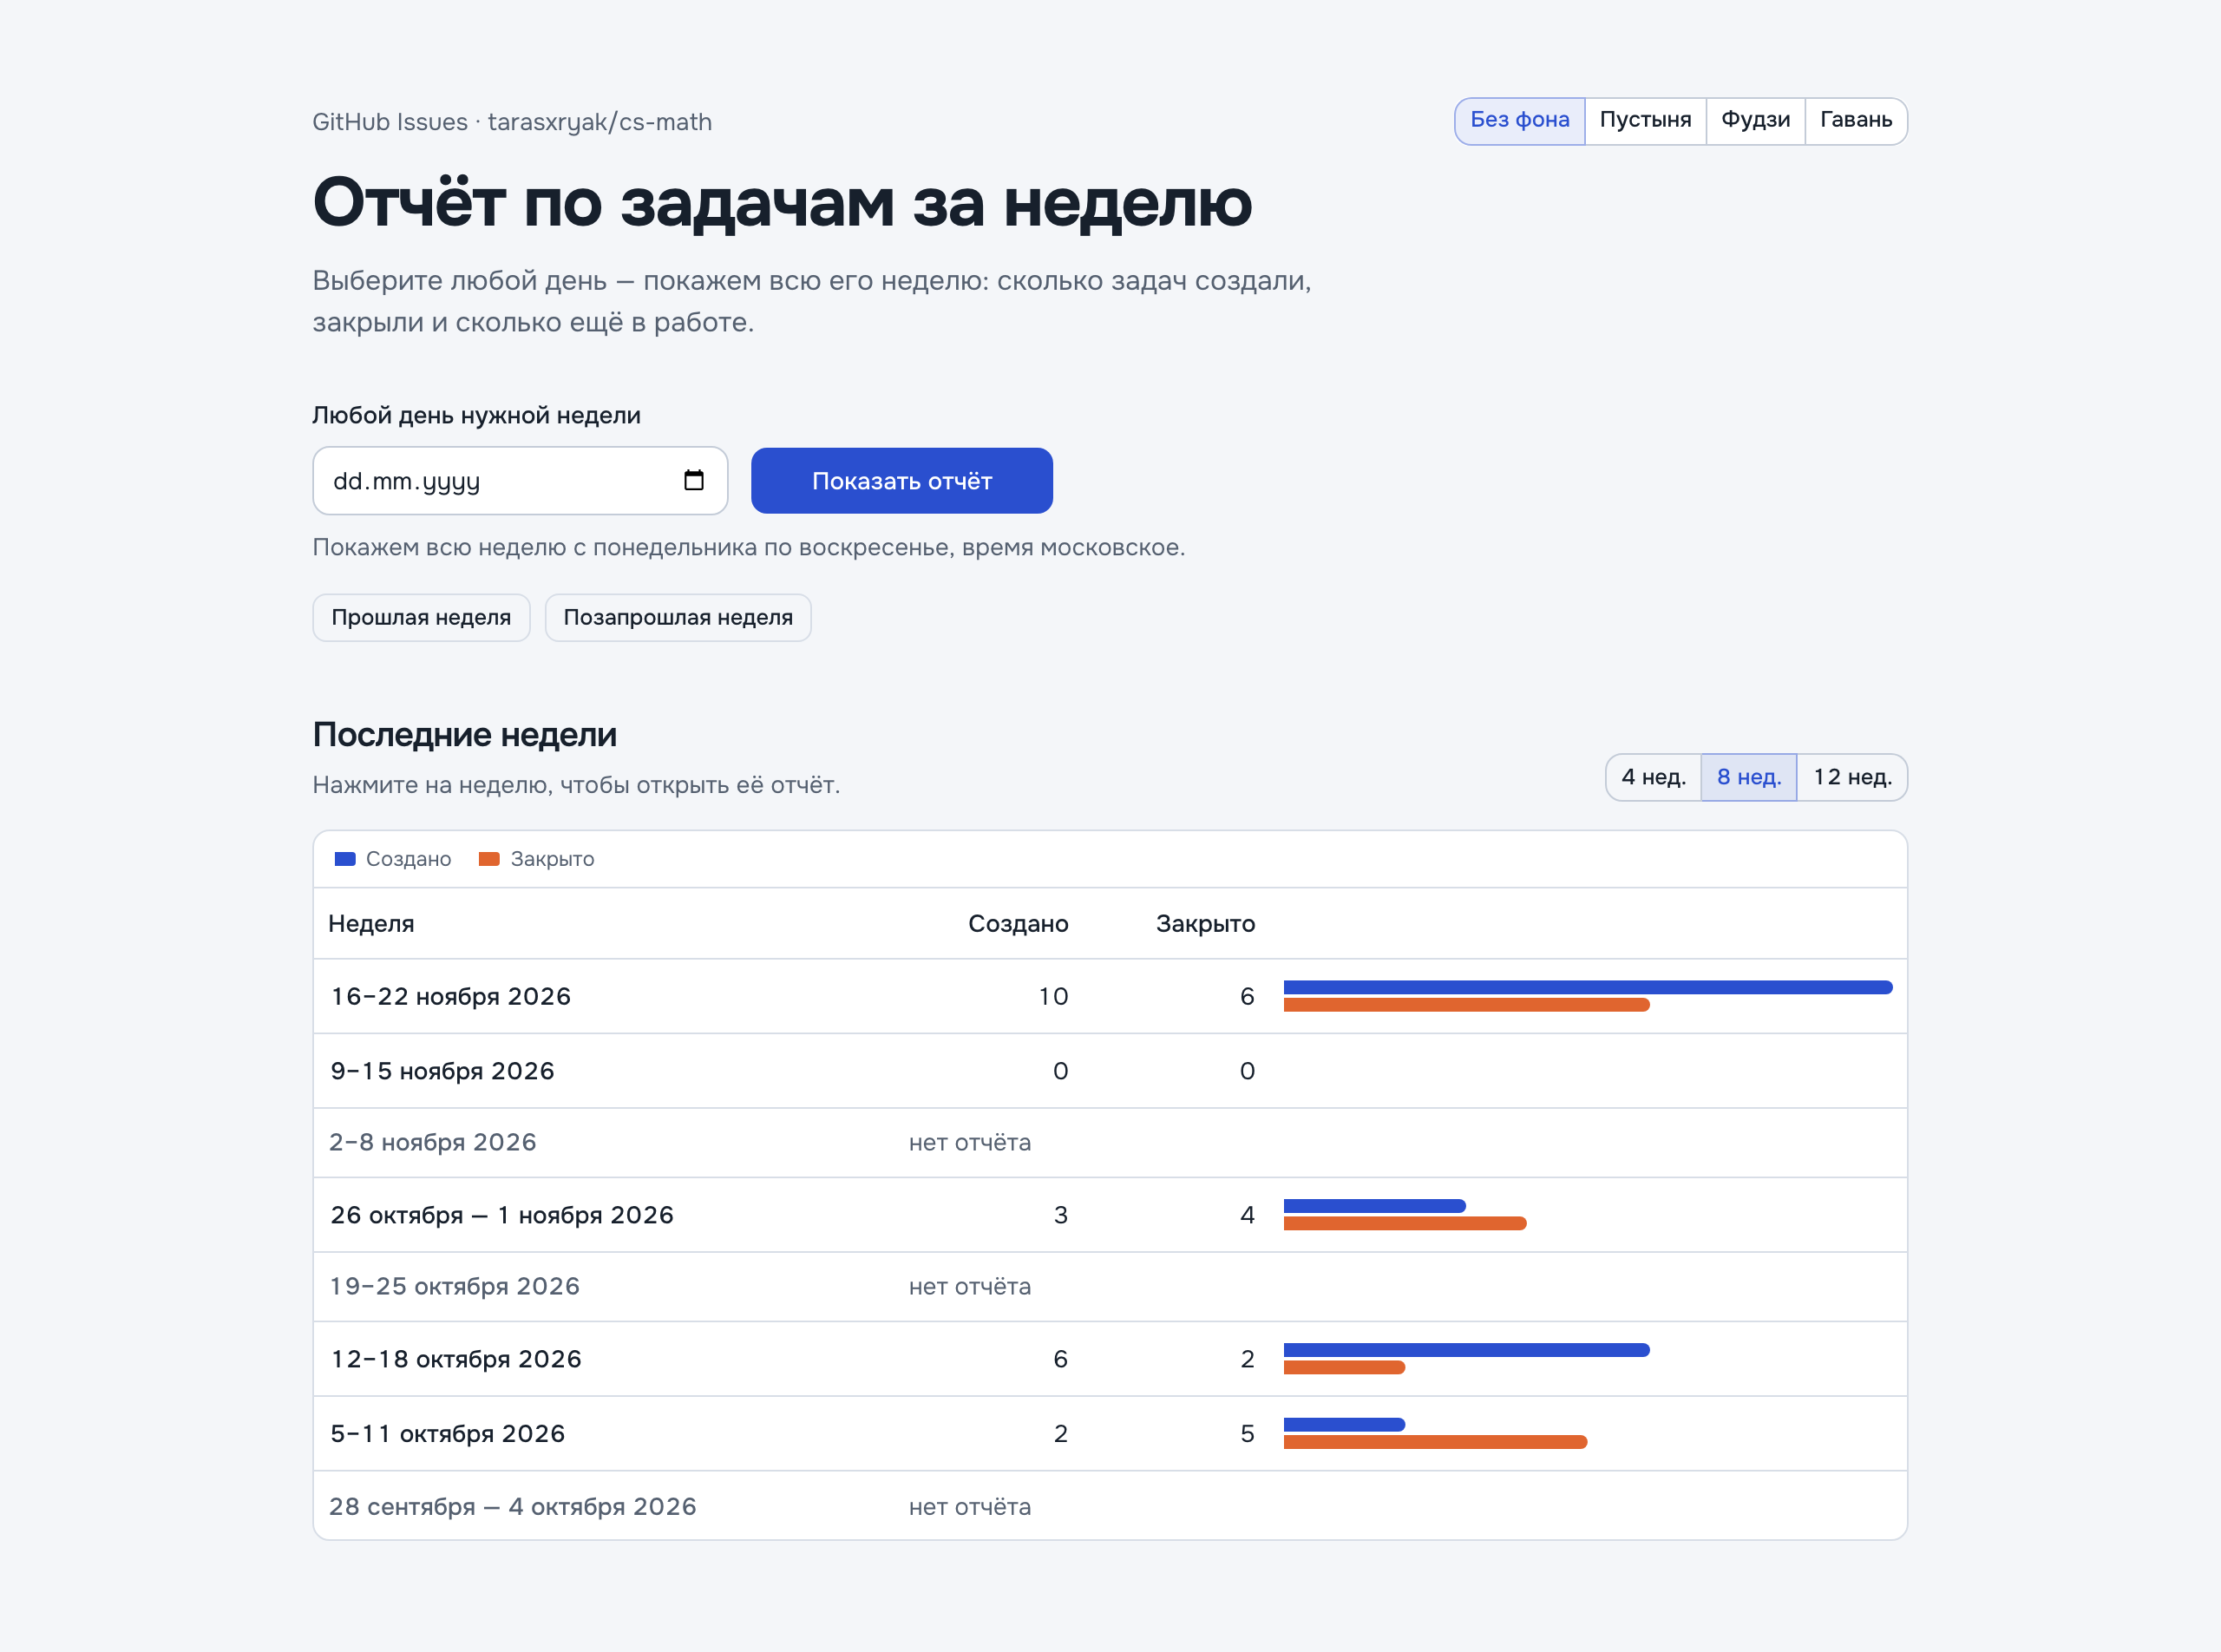 GitHub Issues · tarasxryak/cs-math
Без фона Пустыня Фудзи Гавань
Отчёт по задачам за неделю
Выберите любой день — покажем всю его неделю: сколько задач создали,
закрыли и сколько ещё в работе.
Любой день нужной недели
dd.mm.yyyy Показать отчёт
Покажем всю неделю с понедельника по воскресенье, время московское.
Прошлая неделя Позапрошлая неделя
Последние недели
Нажмите на неделю, чтобы открыть её отчёт.
4 нед. 8 нед. 12 нед.
Создано Закрыто
Неделя Создано Закрыто
16–22 ноября 2026 10 6
9–15 ноября 2026 0 0
2–8 ноября 2026 нет отчёта
26 октября — 1 ноября 2026 3 4
19–25 октября 2026 нет отчёта
12–18 октября 2026 6 2
5–11 октября 2026 2 5
28 сентября — 4 октября 2026 нет отчёта